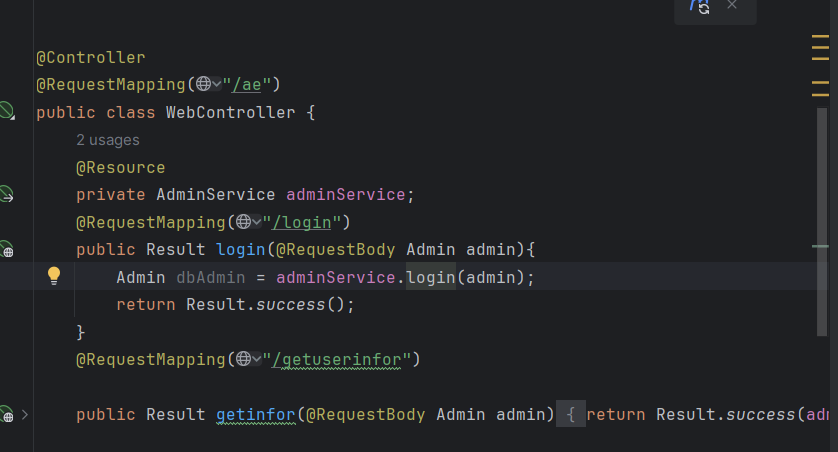 @Controller
@RequestMapping("/ae")
public class WebController {
2 usages
@Resource
private AdminService adminService;
@RequestMapping("/login")
public Result login(@RequestBody Admin admin){
Admin dbAdmin = adminService.login(admin);
return Result.success();
}
@RequestMapping("/getuserinfor")
public Result getinfor(@RequestBody Admin admin) { return Result.success(adm